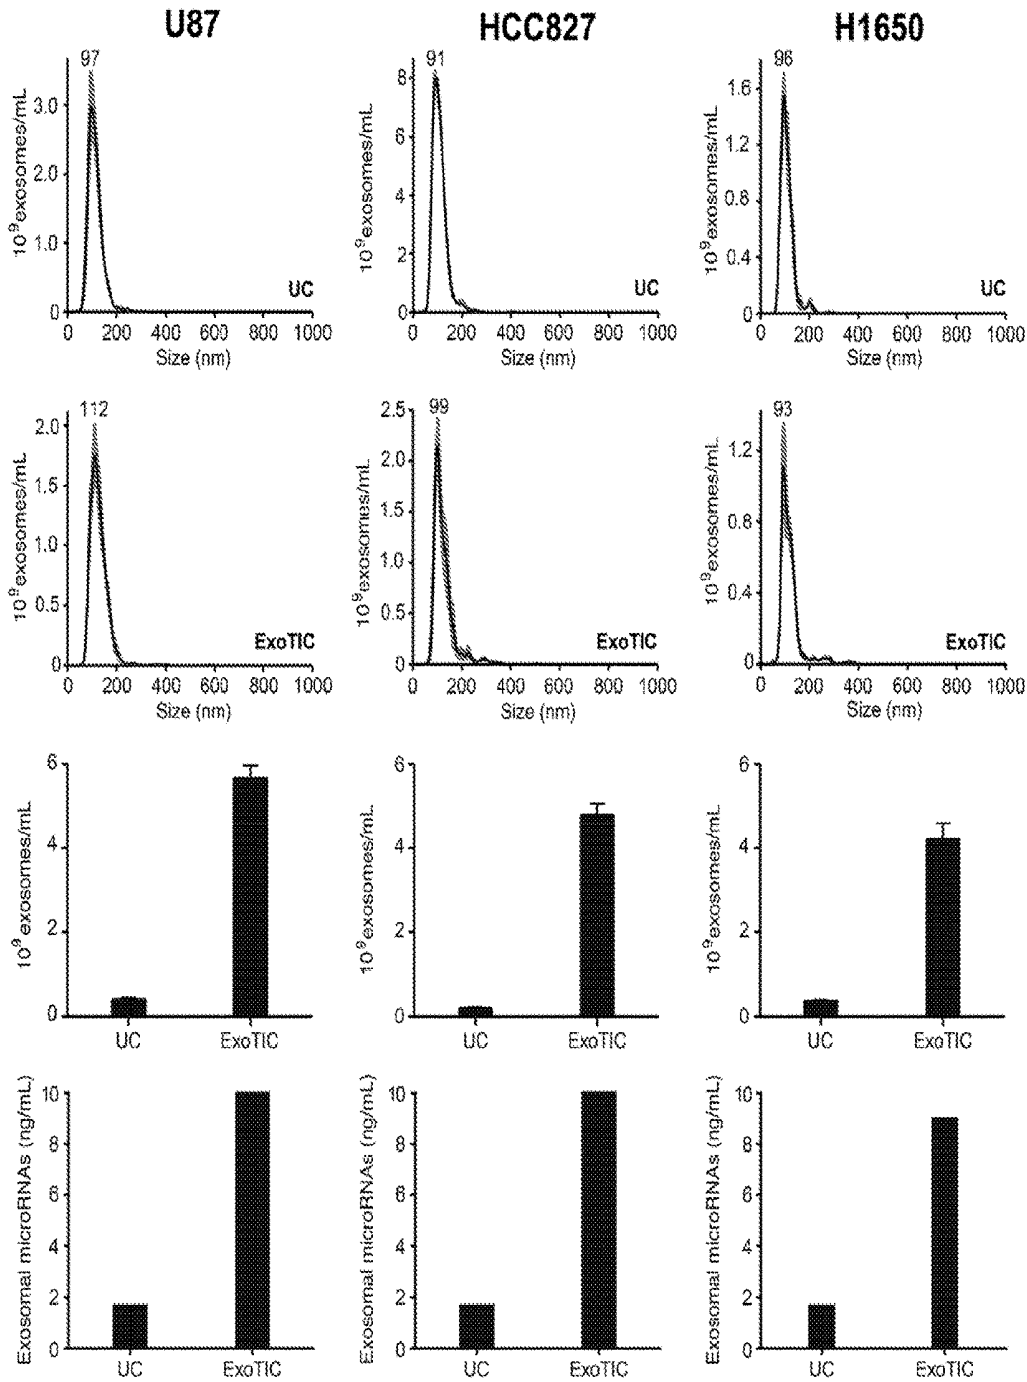 U87 HCC827 H1650
97 91 96
10⁹exosomes/mL 3.0 2.0 1.0 0
UC
0 200 400 600 800 1000
Size (nm)
10⁹exosomes/mL 8 6 4 2 0
UC
0 200 400 600 800 1000
Size (nm)
10⁹exosomes/mL 1.6 1.2 0.8 0.4 0
UC
0 200 400 600 800 1000
Size (nm)
112 99 93
10⁹exosomes/mL 2.0 1.5 1.0 0.5 0
ExoTIC
0 200 400 600 800 1000
Size (nm)
10⁹exosomes/mL 2.5 2.0 1.5 1.0 0.5 0
ExoTIC
0 200 400 600 800 1000
Size (nm)
10⁹exosomes/mL 1.2 0.8 0.4 0
ExoTIC
0 200 400 600 800 1000
Size (nm)
10⁹exosomes/mL 6 4 2 0
UC ExoTIC
10⁹exosomes/mL 6 4 2 0
UC ExoTIC
10⁹exosomes/mL 6 4 2 0
UC ExoTIC
Exosomal microRNAs (ng/mL) 10 8 6 4 2 0
UC ExoTIC
Exosomal microRNAs (ng/mL) 10 8 6 4 2 0
UC ExoTIC
Exosomal microRNAs (ng/mL) 10 8 6 4 2 0
UC ExoTIC